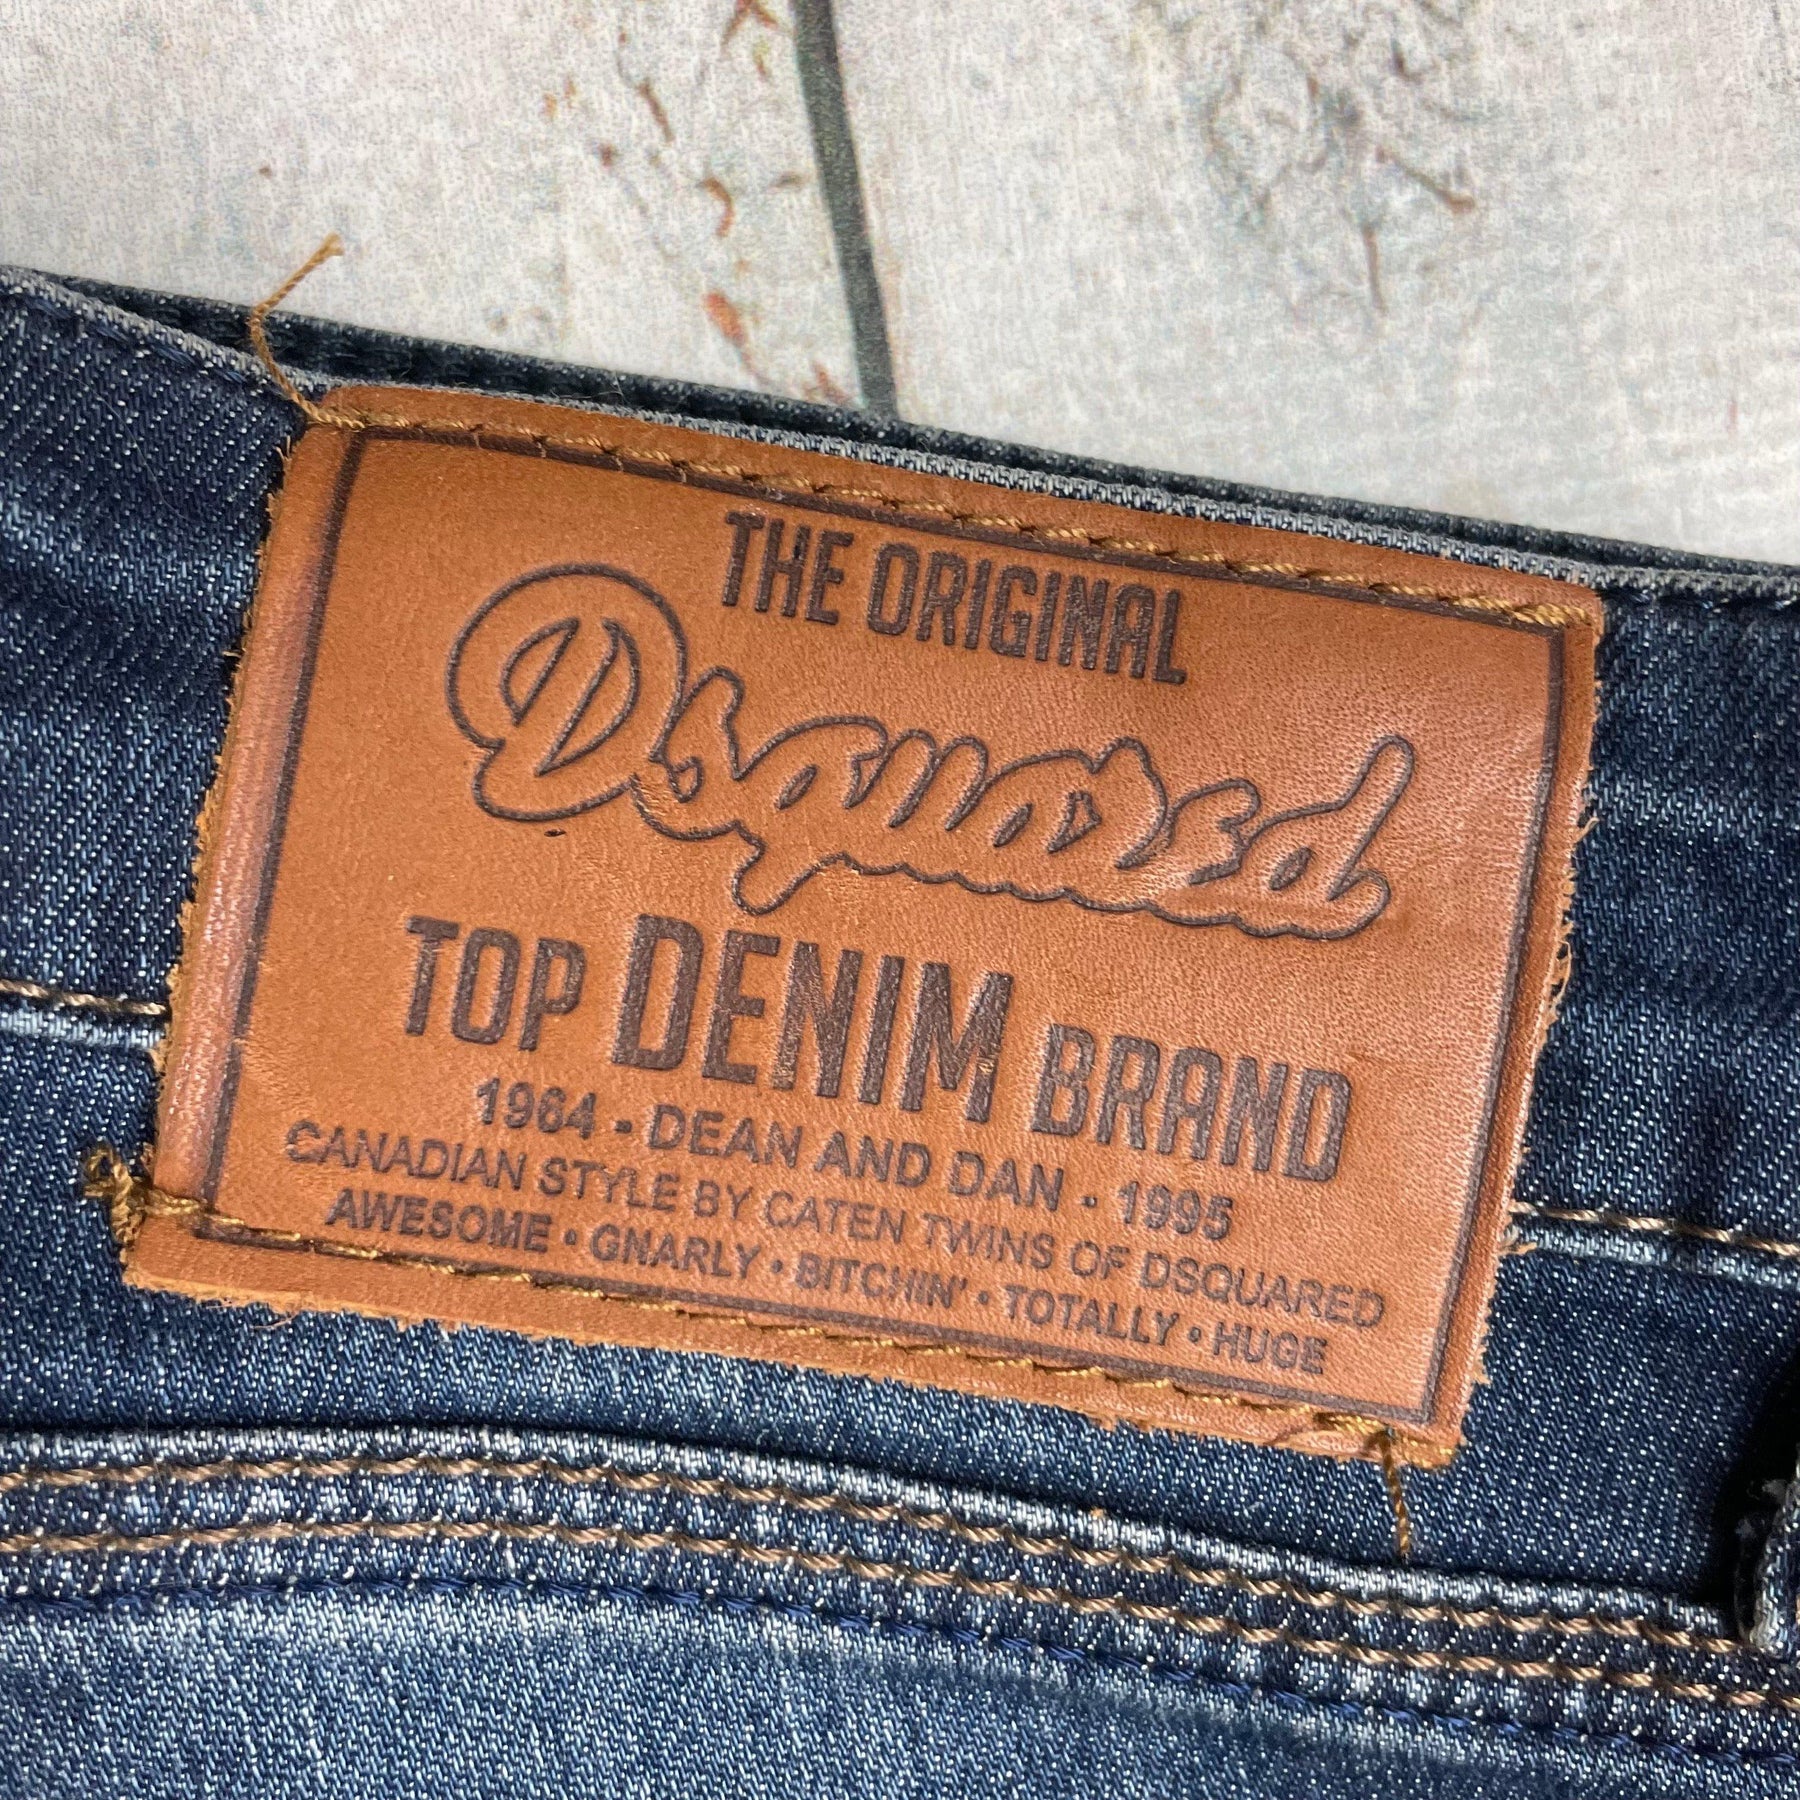 THE ORIGINAL
Dsquared
TOP DENIM BRAND
1964 - DEAN AND DAN - 1995
CANADIAN STYLE BY CATEN TWINS OF DSQUARED
AWESOME • GNARLY • BITCHIN' • TOTALLY • HUGE